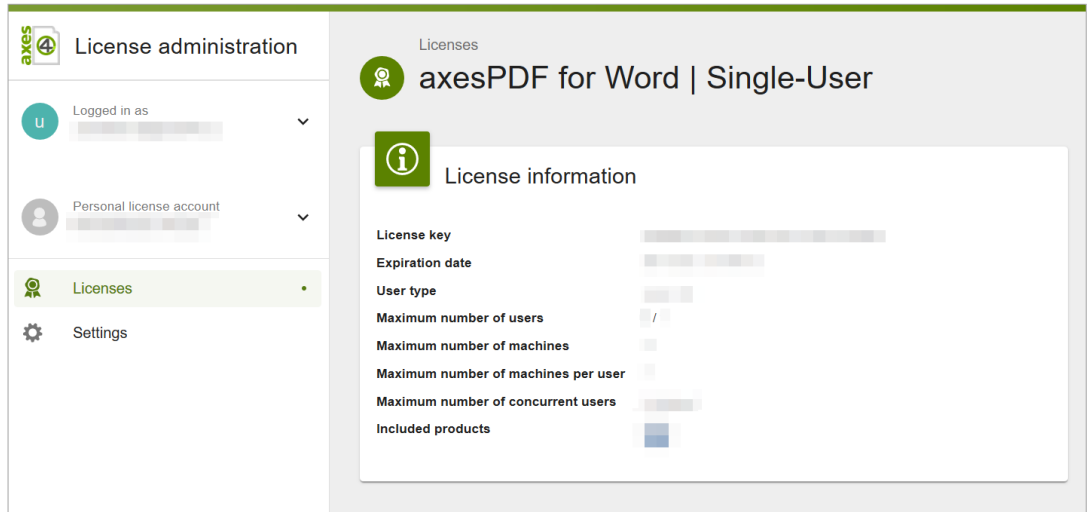 axes
4
License administration
u
Logged in as
Personal license account
Licenses
Settings
Licenses
axesPDF for Word | Single-User
License information
License key
Expiration date
User type
Maximum number of users /
Maximum number of machines
Maximum number of machines per user
Maximum number of concurrent users
Included products